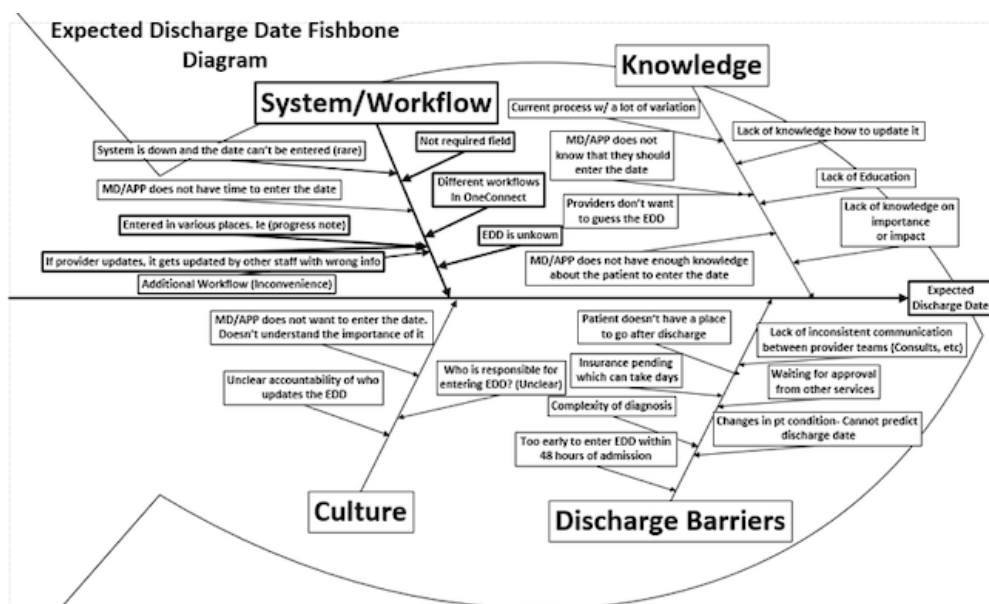 Expected Discharge Date Fishbone
Diagram
System/Workflow
System is down and the date can't be entered (rare)
Not required field
MD/APP does not have time to enter the date
Different workflows
In OneConnect
Entered in various places. Ie (progress note)
EDD is unkown
If provider updates, it gets updated by other staff with wrong info
Additional Workflow (Inconvenience)
Knowledge
Current process w/ a lot of variation
Lack of knowledge how to update it
MD/APP does not
know that they should
enter the date
Lack of Education
Providers don't want
to guess the EDD
Lack of knowledge on
importance
or impact
MD/APP does not have enough knowledge
about the patient to enter the date
Expected
Discharge Date
MD/APP does not want to enter the date.
Doesn't understand the importance of it
Who is responsible for
entering EDD? (Unclear)
Unclear accountability of who
updates the EDD
Culture
Patient doesn't have a place
to go after discharge
Lack of inconsistent communication
between provider teams (Consults, etc)
Insurance pending
which can take days
Waiting for approval
from other services
Complexity of diagnosis
Changes in pt condition- Cannot predict
discharge date
Too early to enter EDD within
48 hours of admission
Discharge Barriers